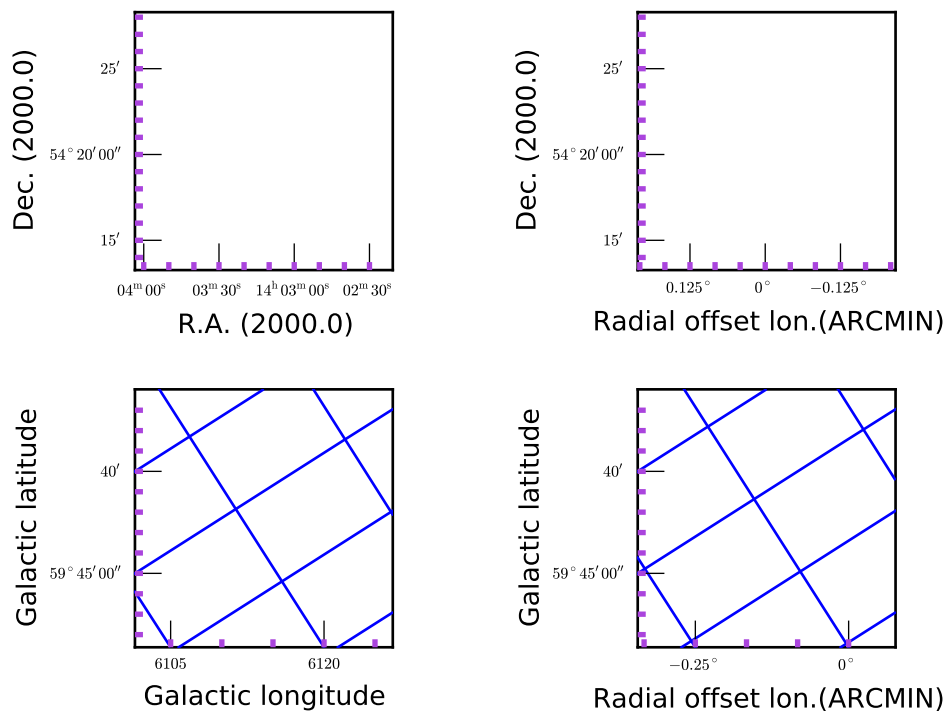 Dec. (2000.0)
25′
54° 20′ 00″
15′
04ᵐ 00ˢ 03ᵐ 30ˢ 14ʰ 03ᵐ 00ˢ 02ᵐ 30ˢ
R.A. (2000.0)
Dec. (2000.0)
25′
54° 20′ 00″
15′
0.125° 0° −0.125°
Radial offset lon.(ARCMIN)
Galactic latitude
40′
59° 45′ 00″
6105 6120
Galactic longitude
Galactic latitude
40′
59° 45′ 00″
−0.25° 0°
Radial offset lon.(ARCMIN)